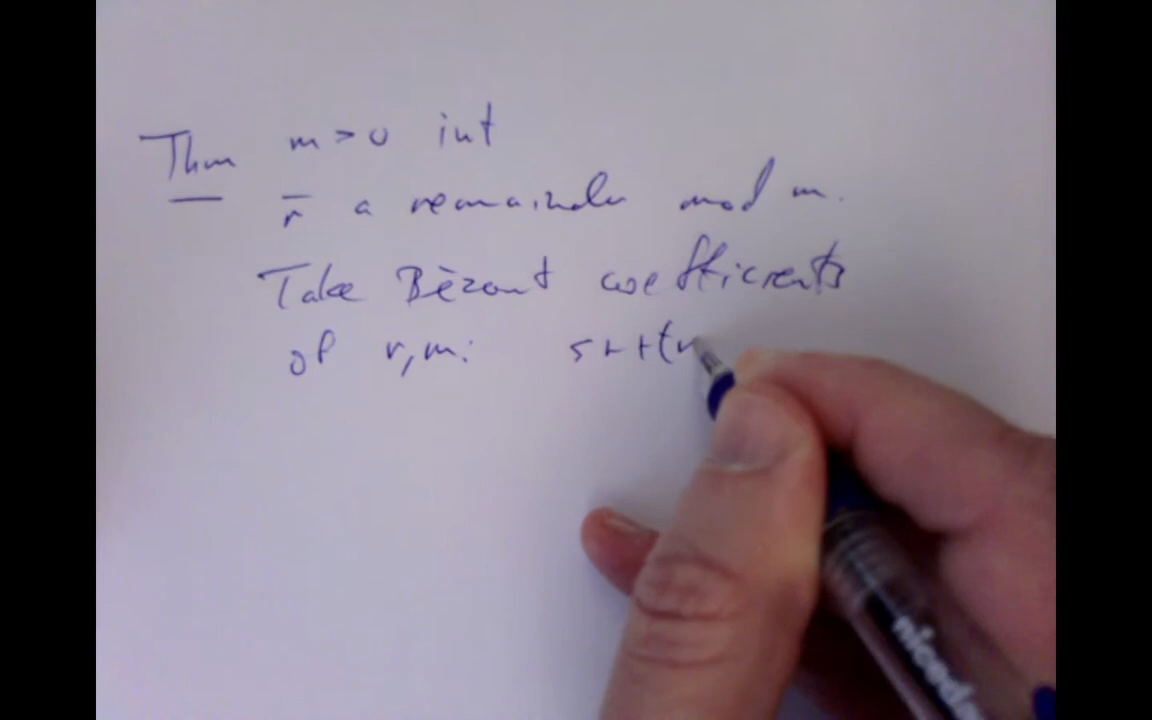 Thm m > 0 int
r̅ a remainder mod m.
Take Bèzout coefficients
of r, m: sr + t